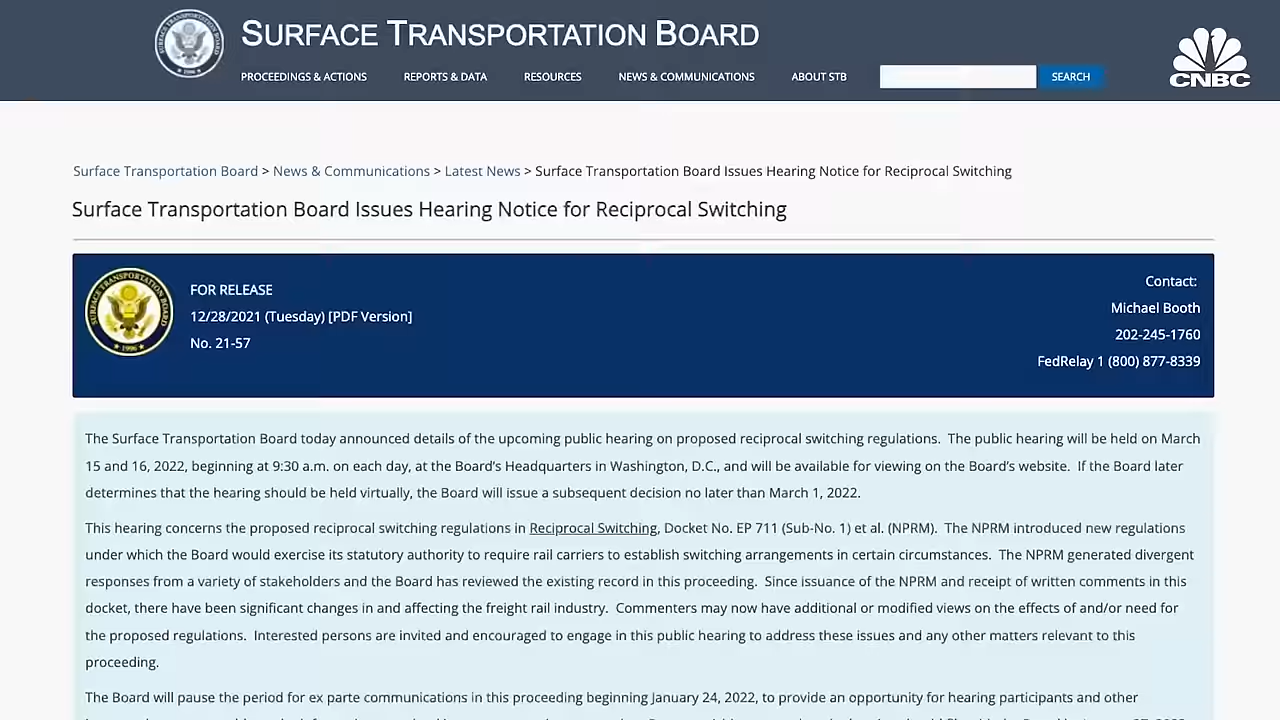 SURFACE TRANSPORTATION BOARD
PROCEEDINGS & ACTIONS REPORTS & DATA RESOURCES NEWS & COMMUNICATIONS ABOUT STB SEARCH
CNBC
Surface Transportation Board > News & Communications > Latest News > Surface Transportation Board Issues Hearing Notice for Reciprocal Switching
Surface Transportation Board Issues Hearing Notice for Reciprocal Switching
SURFACE TRANSPORTATION BOARD
1996
FOR RELEASE
12/28/2021 (Tuesday) [PDF Version]
No. 21-57
Contact:
Michael Booth
202-245-1760
FedRelay 1 (800) 877-8339
The Surface Transportation Board today announced details of the upcoming public hearing on proposed reciprocal switching regulations. The public hearing will be held on March
15 and 16, 2022, beginning at 9:30 a.m. on each day, at the Board's Headquarters in Washington, D.C., and will be available for viewing on the Board's website. If the Board later
determines that the hearing should be held virtually, the Board will issue a subsequent decision no later than March 1, 2022.
This hearing concerns the proposed reciprocal switching regulations in Reciprocal Switching, Docket No. EP 711 (Sub-No. 1) et al. (NPRM). The NPRM introduced new regulations
under which the Board would exercise its statutory authority to require rail carriers to establish switching arrangements in certain circumstances. The NPRM generated divergent
responses from a variety of stakeholders and the Board has reviewed the existing record in this proceeding. Since issuance of the NPRM and receipt of written comments in this
docket, there have been significant changes in and affecting the freight rail industry. Commenters may now have additional or modified views on the effects of and/or need for
the proposed regulations. Interested persons are invited and encouraged to engage in this public hearing to address these issues and any other matters relevant to this
proceeding.
The Board will pause the period for ex parte communications in this proceeding beginning January 24, 2022, to provide an opportunity for hearing participants and other